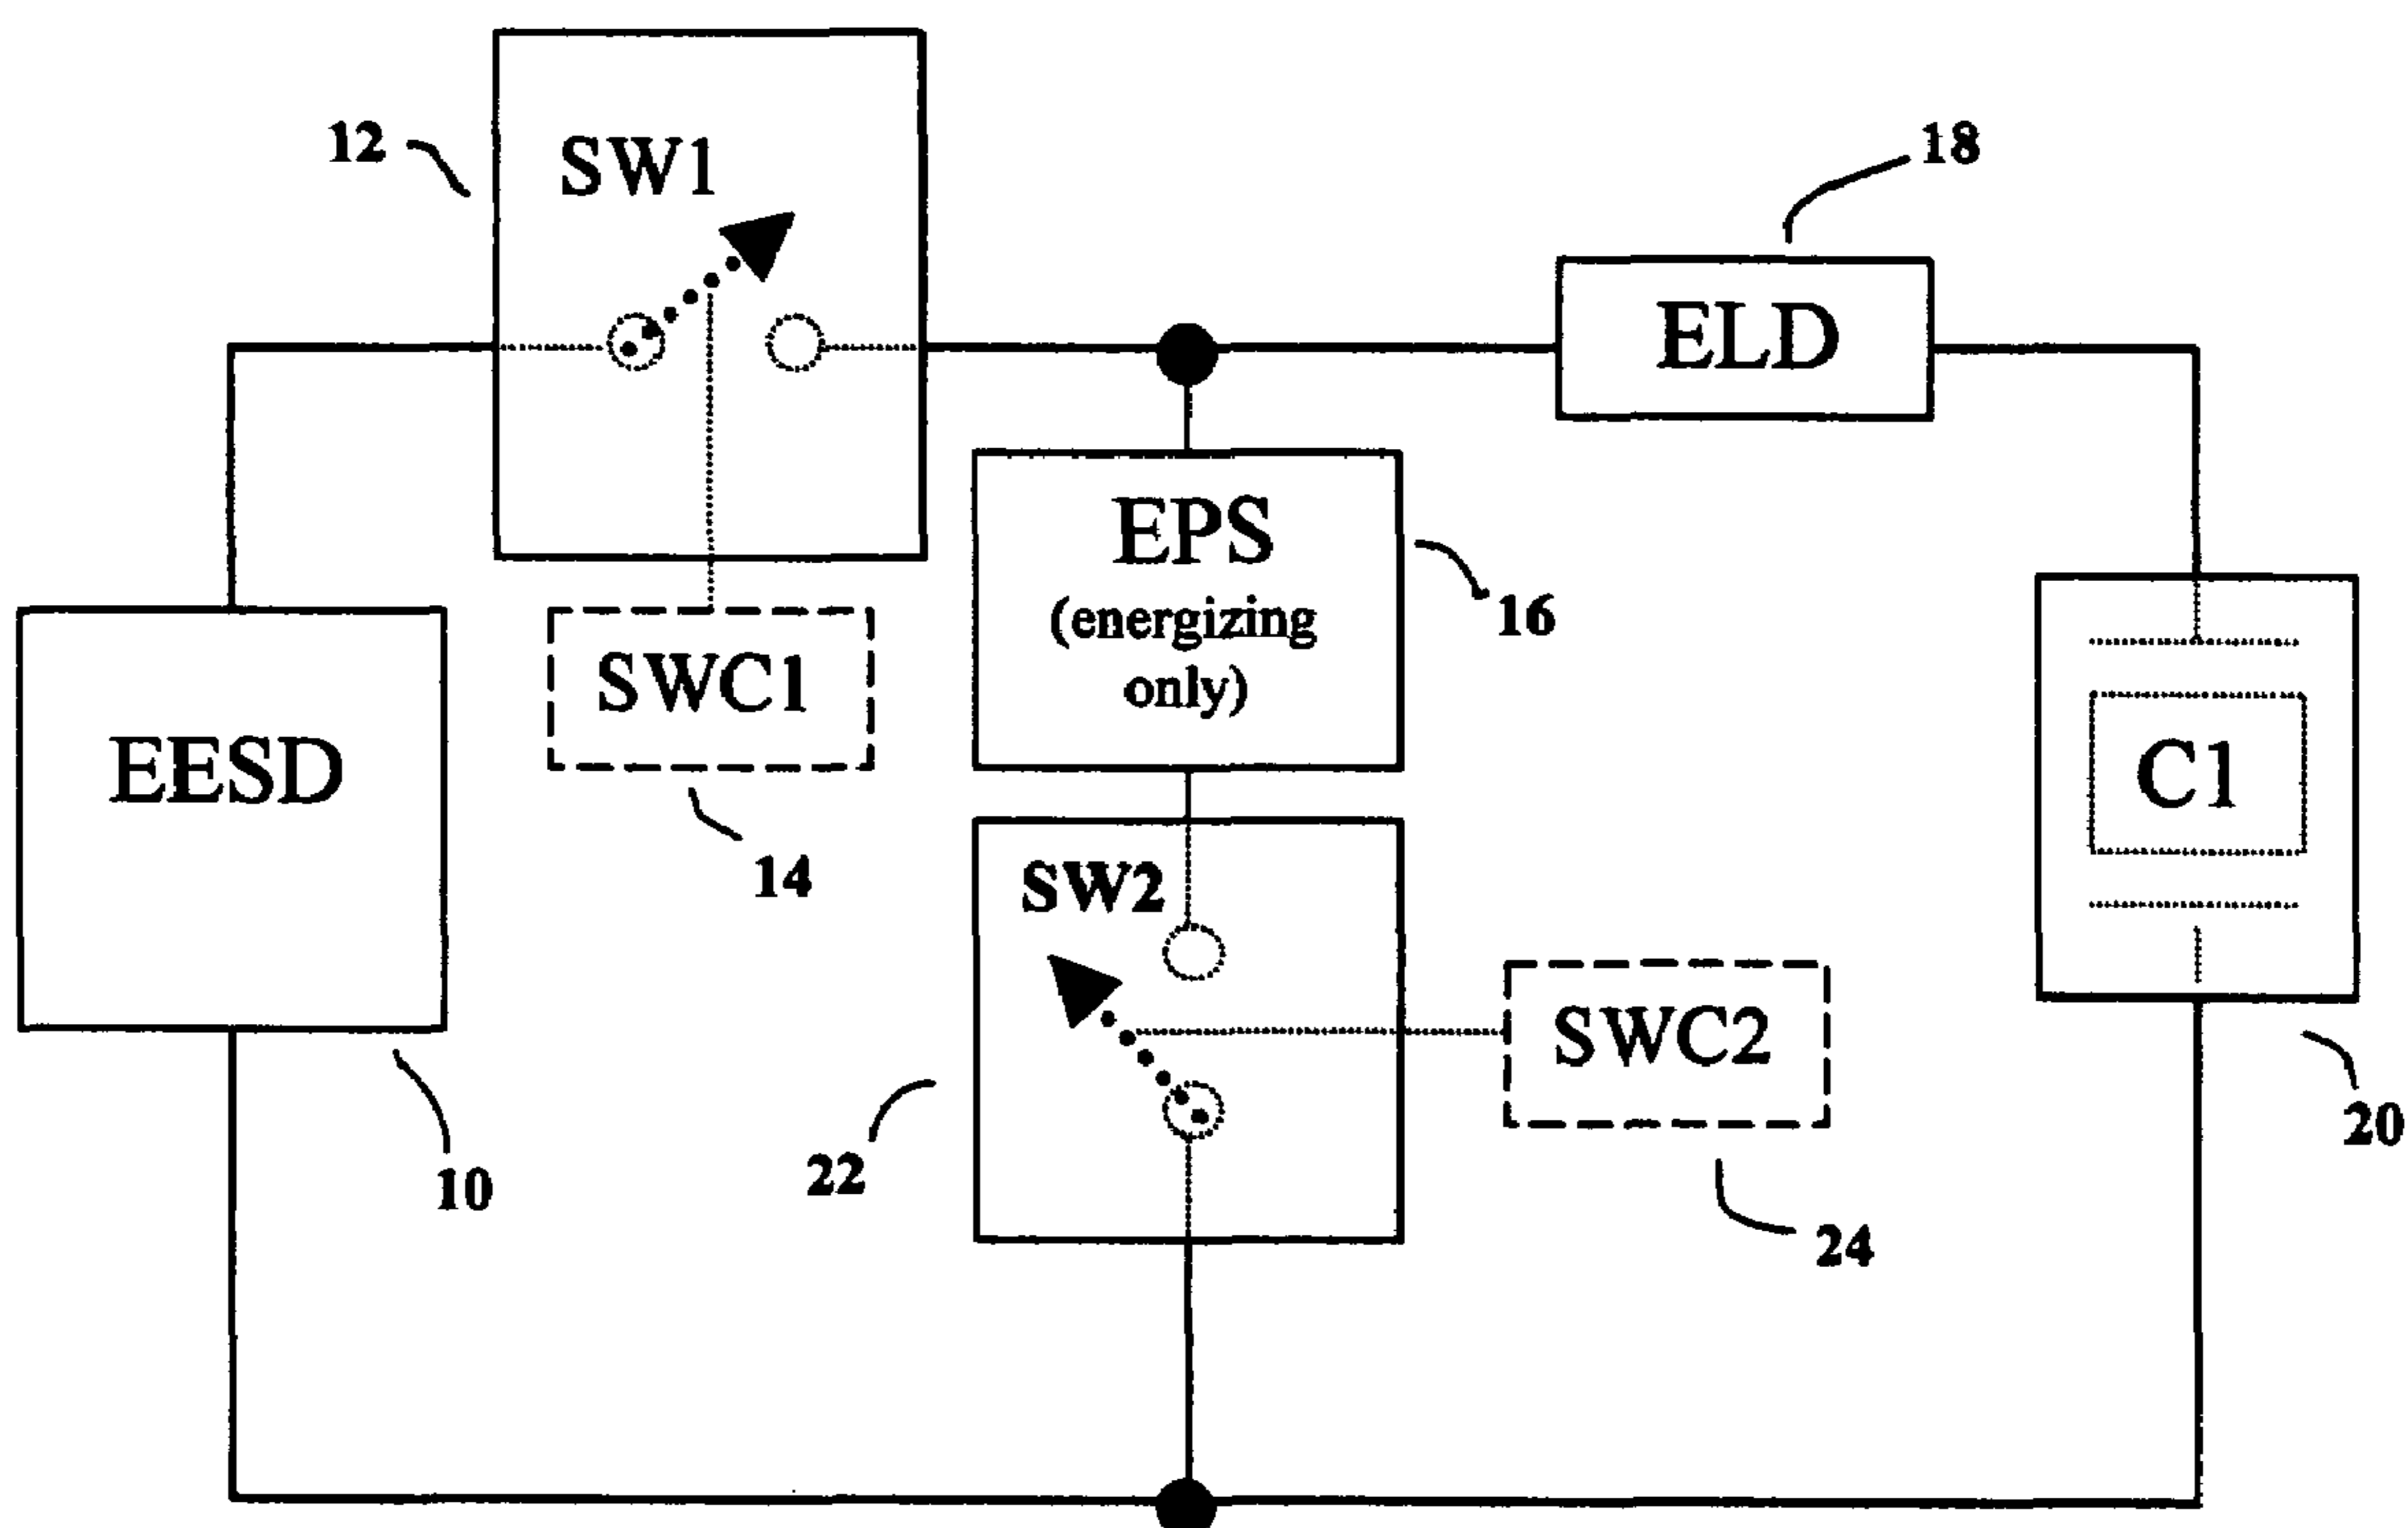 12
SW1
18
ELD
EPS
(energizing
only)
16
SWC1
EESD
14
C1
SW2
SWC2
20
22
10
24